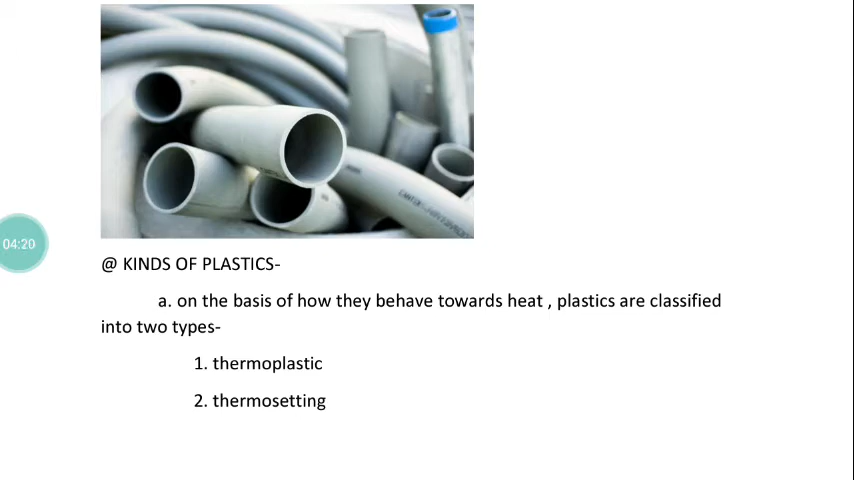 04:20
@ KINDS OF PLASTICS-
a. on the basis of how they behave towards heat , plastics are classified
into two types-
1. thermoplastic
2. thermosetting